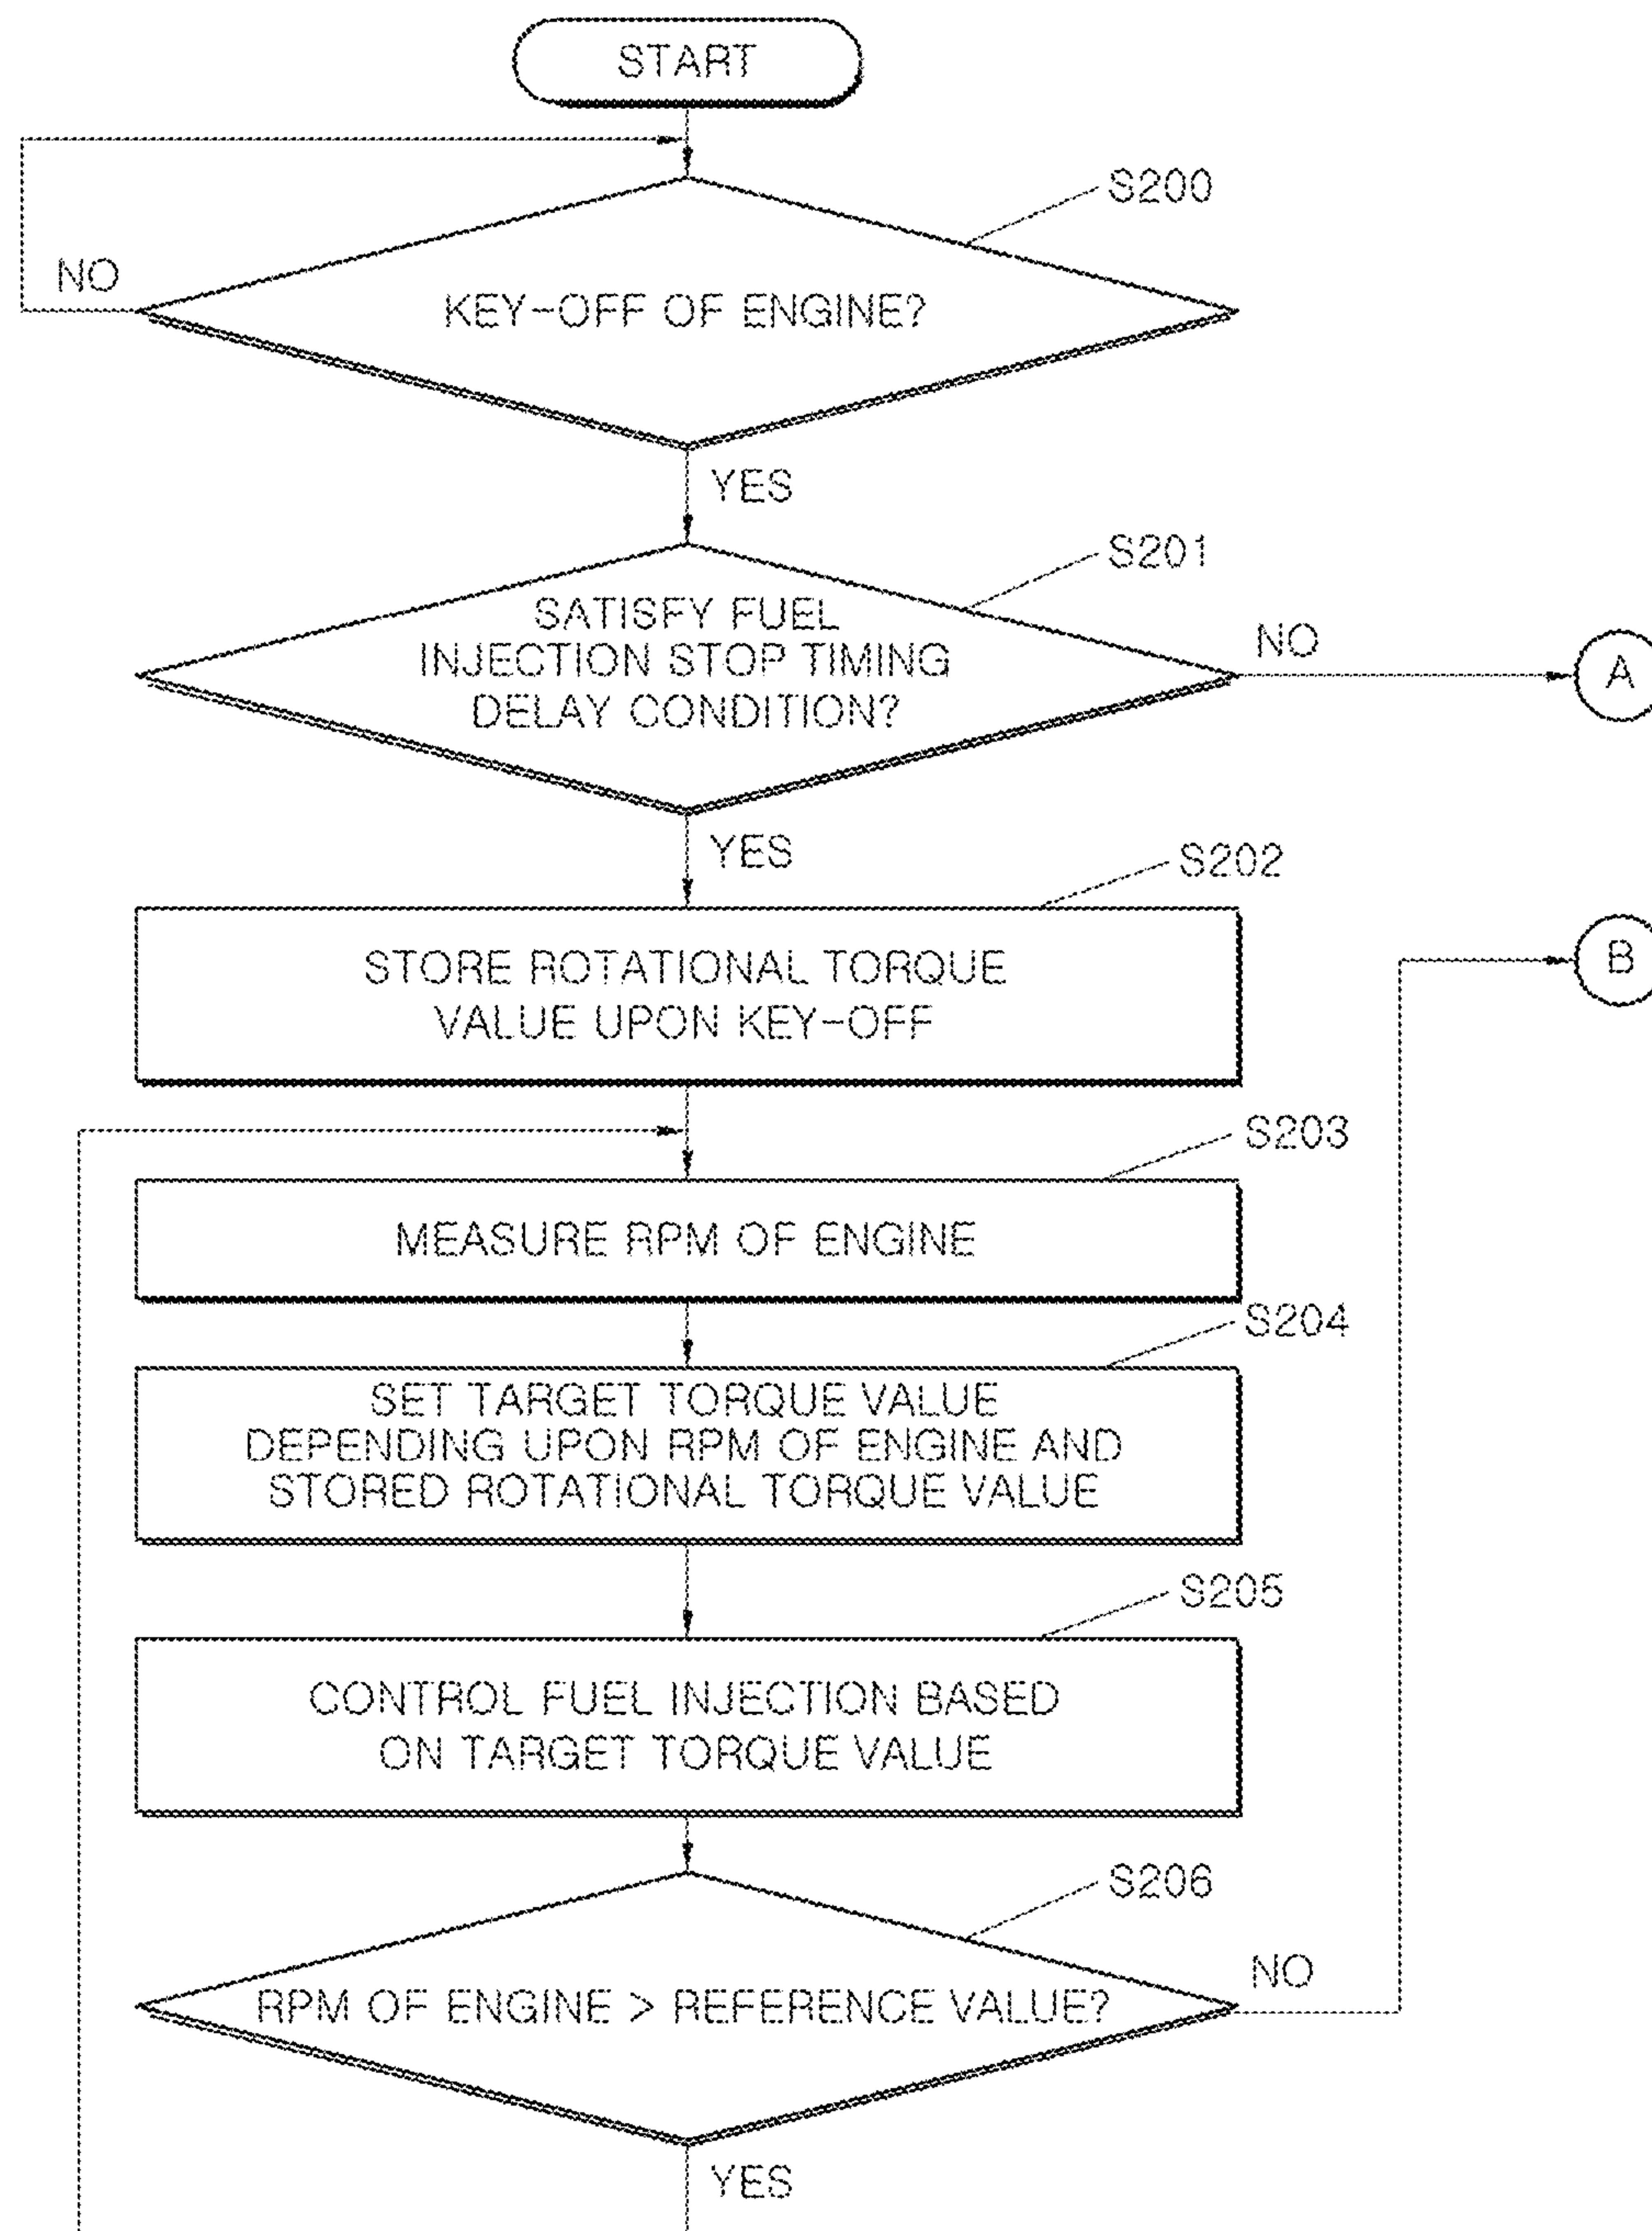 START
S200
NO
KEY-OFF OF ENGINE?
YES
S201
SATISFY FUEL
INJECTION STOP TIMING
DELAY CONDITION?
NO
A
YES
S202
STORE ROTATIONAL TORQUE
VALUE UPON KEY-OFF
B
S203
MEASURE RPM OF ENGINE
S204
SET TARGET TORQUE VALUE
DEPENDING UPON RPM OF ENGINE AND
STORED ROTATIONAL TORQUE VALUE
S205
CONTROL FUEL INJECTION BASED
ON TARGET TORQUE VALUE
S206
RPM OF ENGINE > REFERENCE VALUE?
NO
YES